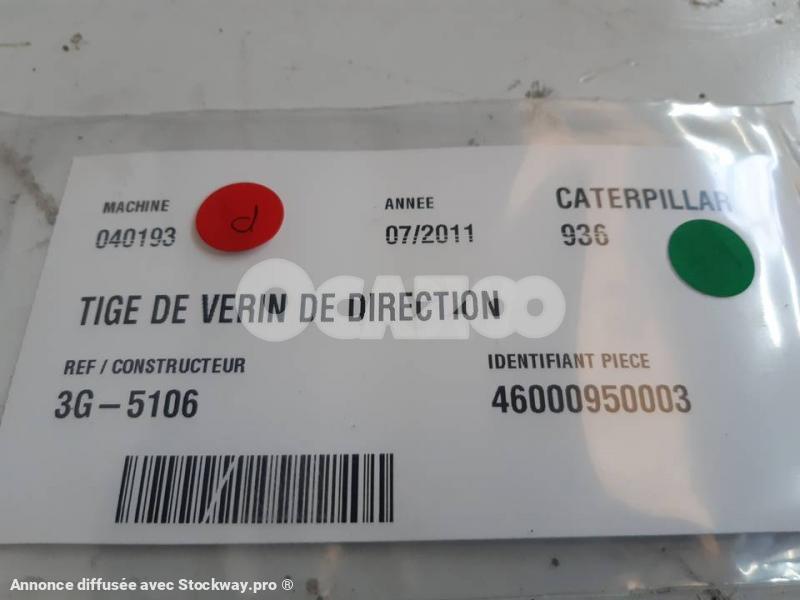 MACHINE
ANNEE
CATERPILLAR
040193
d
07/2011
936
TIGE DE VERIN DE DIRECTION
OCAZOO
REF / CONSTRUCTEUR
IDENTIFIANT PIECE
3G-5106
46000950003
Annonce diffusée avec Stockway.pro ®